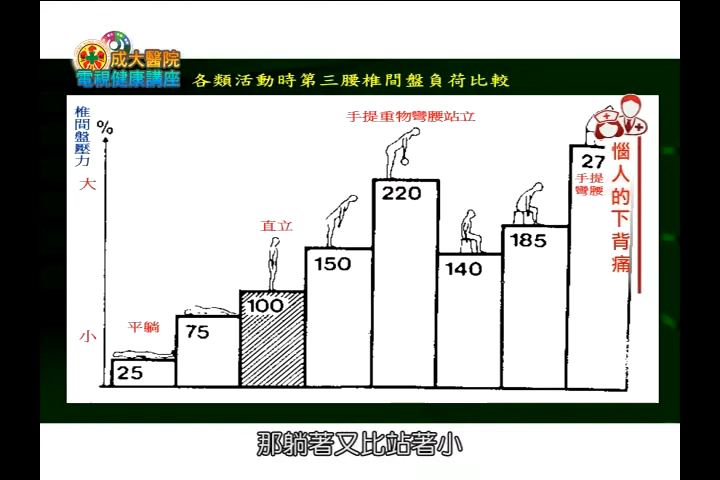 成大醫院
電視健康講座
各類活動時第三腰椎間盤負荷比較
椎間盤壓力
%
大
小
平躺
直立
手提重物彎腰站立
手提
彎腰
25
75
100
150
220
140
185
27
惱人的下背痛
那躺著又比站著小